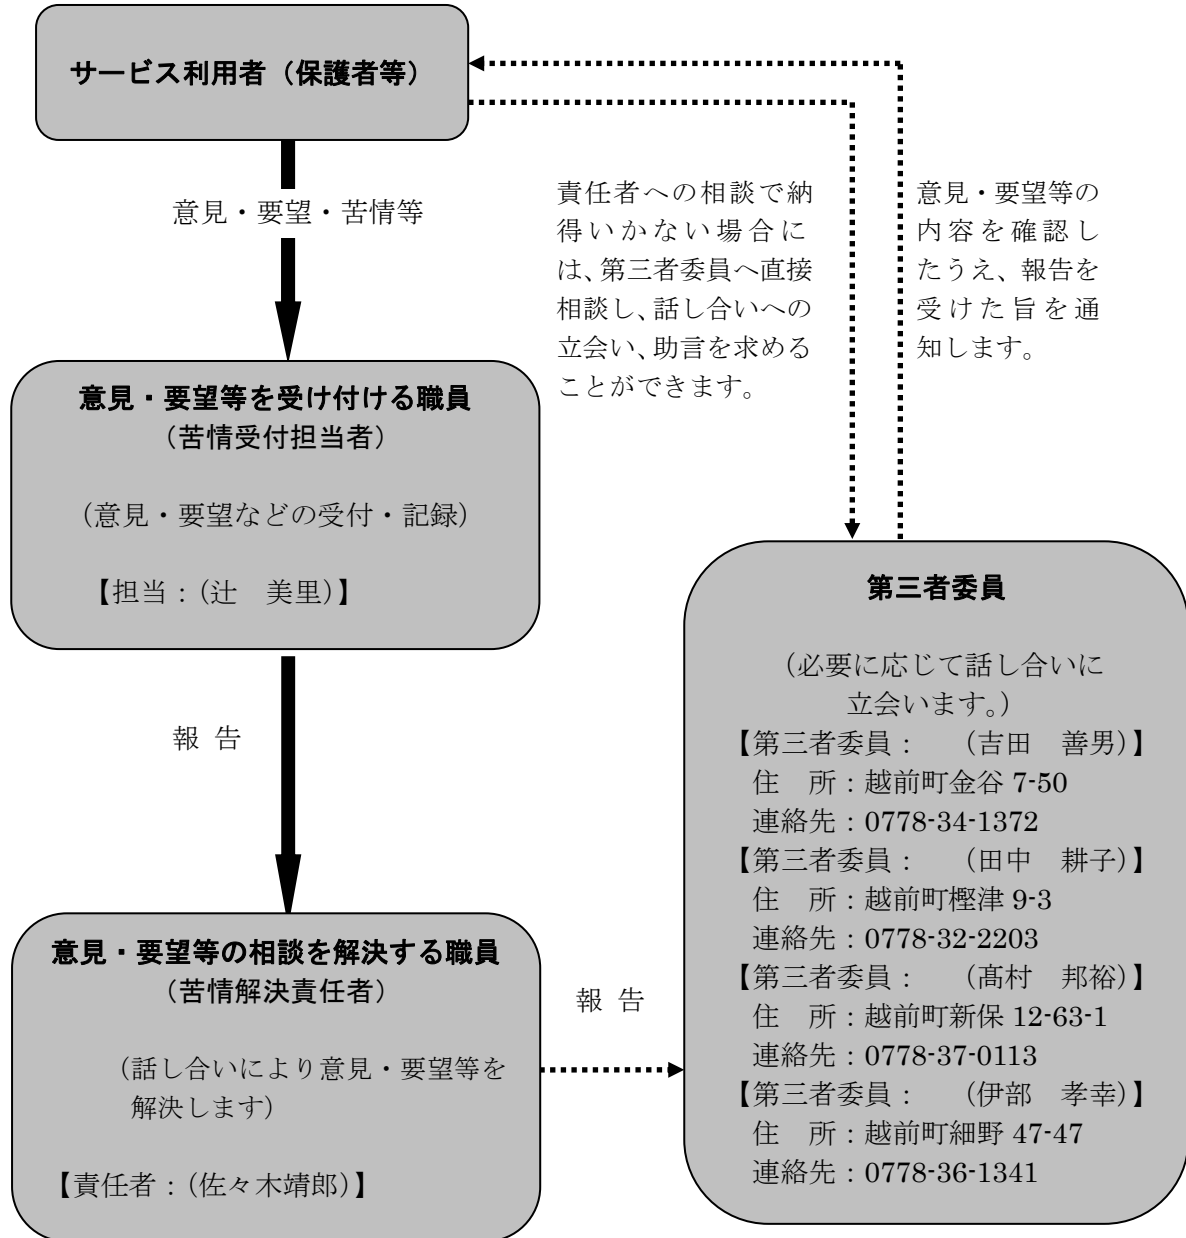 サービス利用者（保護者等）
意見・要望・苦情等
責任者への相談で納
得いかない場合に
は、第三者委員へ直接
相談し、話し合いへの
立会い、助言を求める
ことができます。
意見・要望等の
内容を確認し
たうえ、報告を
受けた旨を通
知します。
意見・要望等を受け付ける職員
（苦情受付担当者）
（意見・要望などの受付・記録）
【担当：（辻　美里）】
報 告
意見・要望等の相談を解決する職員
（苦情解決責任者）
（話し合いにより意見・要望等を
解決します）
【責任者：（佐々木靖郎）】
報 告
第三者委員
（必要に応じて話し合いに
立会います。）
【第三者委員：　（吉田　善男）】
住　所：越前町金谷 7-50
連絡先：0778-34-1372
【第三者委員：　（田中　耕子）】
住　所：越前町樫津 9-3
連絡先：0778-32-2203
【第三者委員：　（髙村　邦裕）】
住　所：越前町新保 12-63-1
連絡先：0778-37-0113
【第三者委員：　（伊部　孝幸）】
住　所：越前町細野 47-47
連絡先：0778-36-1341